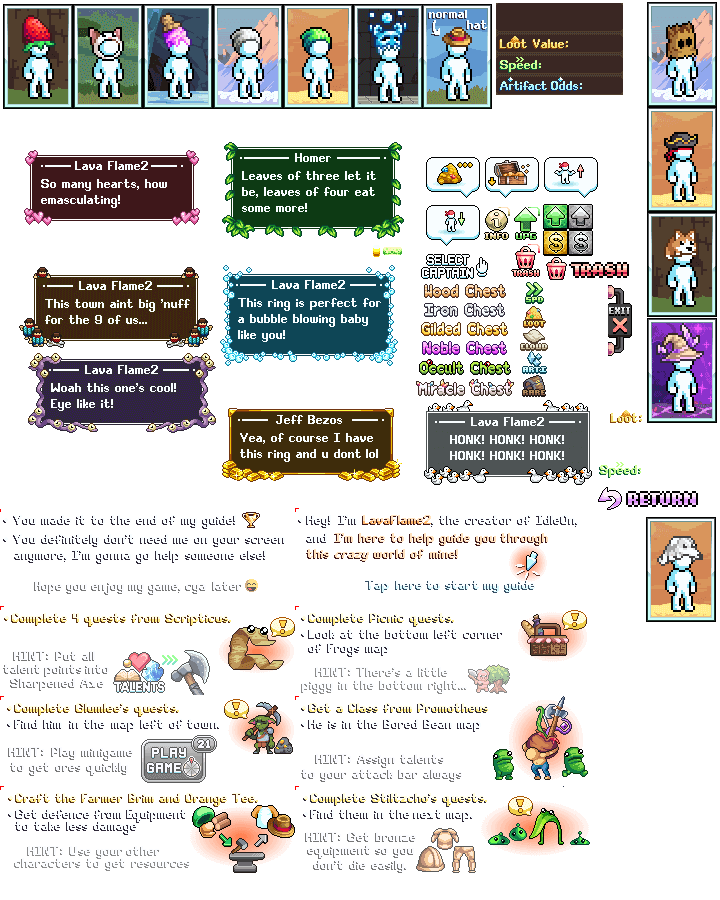 normal
hat
Loot Value:
Speed:
Artifact Odds:
Lava Flame2
So many hearts, how
emasculating!
Homer
Leaves of three let it
be, leaves of four eat
some more!
INFO
UPG
SELECT
CAPTAIN
TRASH
TRASH
Lava Flame2
This town aint big 'nuff
for the 9 of us...
Lava Flame2
This ring is perfect for
a bubble blowing baby
like you!
Wood Chest
Iron Chest
Gilded Chest
Noble Chest
Occult Chest
Miracle Chest
SPD
LOOT
CLOUD
ARTI
RARE
EXIT
Lava Flame2
Woah this one's cool!
Eye like it!
Jeff Bezos
Yea, of course I have
this ring and u dont lol
Lava Flame2
HONK! HONK! HONK!
HONK! HONK! HONK!
Loot:
Speed:
RETURN
• You made it to the end of my guide!
• You definitely don't need me on your screen
anymore, I'm gonna go help someone else!
Hope you enjoy my game, cya later
• Hey! I'm LavaFlame2, the creator of IdleOn,
and I'm here to help guide you through
this crazy world of mine!
Tap here to start my guide
• Complete 4 quests from Scripticus.
HINT: Put all
talent points into
Sharpened Axe
TALENTS
• Complete Picnic quests.
• Look at the bottom left corner
of Frogs map
HINT: There's a little
piggy in the bottom right...
• Complete Glumlee's quests.
• Find him in the map left of town.
HINT: Play minigame
to get ores quickly
PLAY
GAME
21
• Get a Class from Promotheus
• He is in the Bored Bean map
HINT: Assign talents
to your attack bar always
• Craft the Farmer Brim and Orange Tee.
• Get defence from Equipment
to take less damage
HINT: Use your other
characters to get resources
• Complete Stiltzcho's quests.
• Find them in the next map.
HINT: Get bronze
equipment so you
don't die easily.